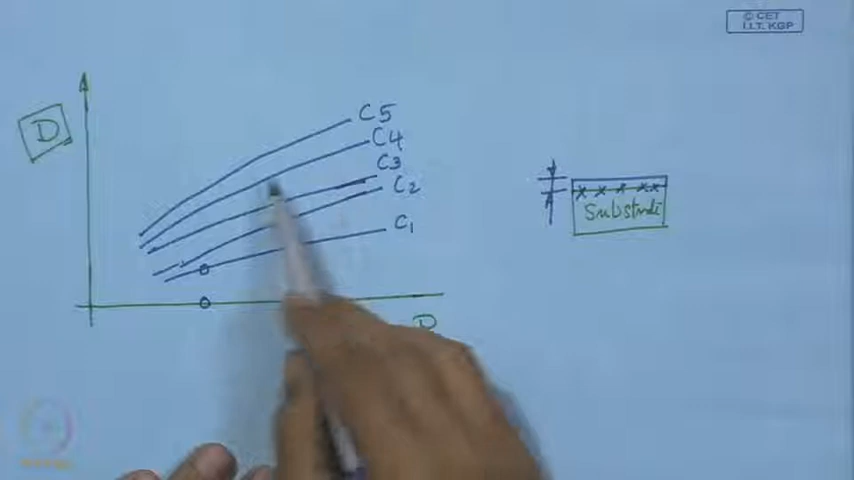 © CET
I.I.T. KGP
D
C5
C4
C3
C2
C1
Substrate